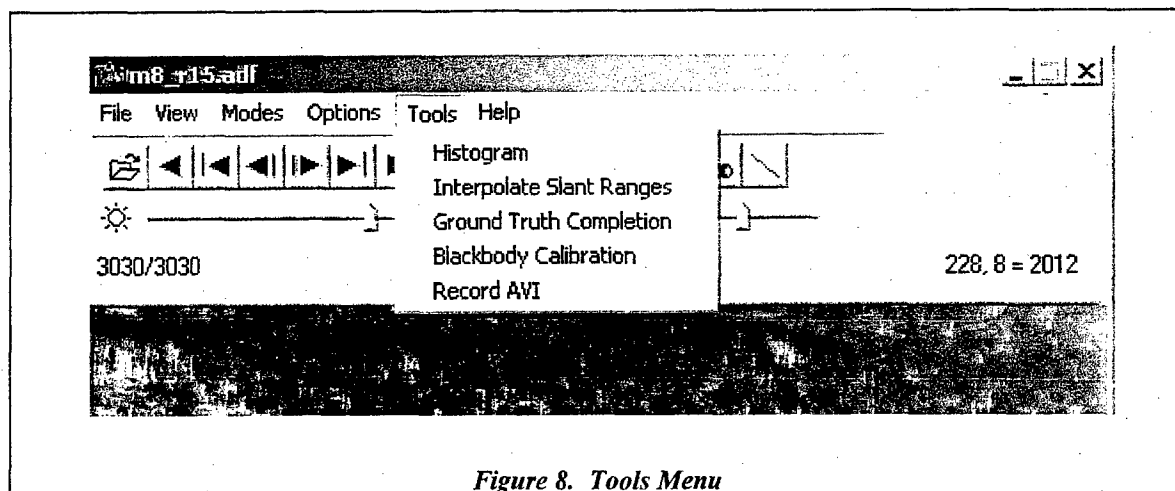 im8_r15.adf
File View Modes Options Tools Help
Histogram
Interpolate Slant Ranges
Ground Truth Completion
Blackbody Calibration
Record AVI
3030/3030
228, 8 = 2012
Figure 8. Tools Menu